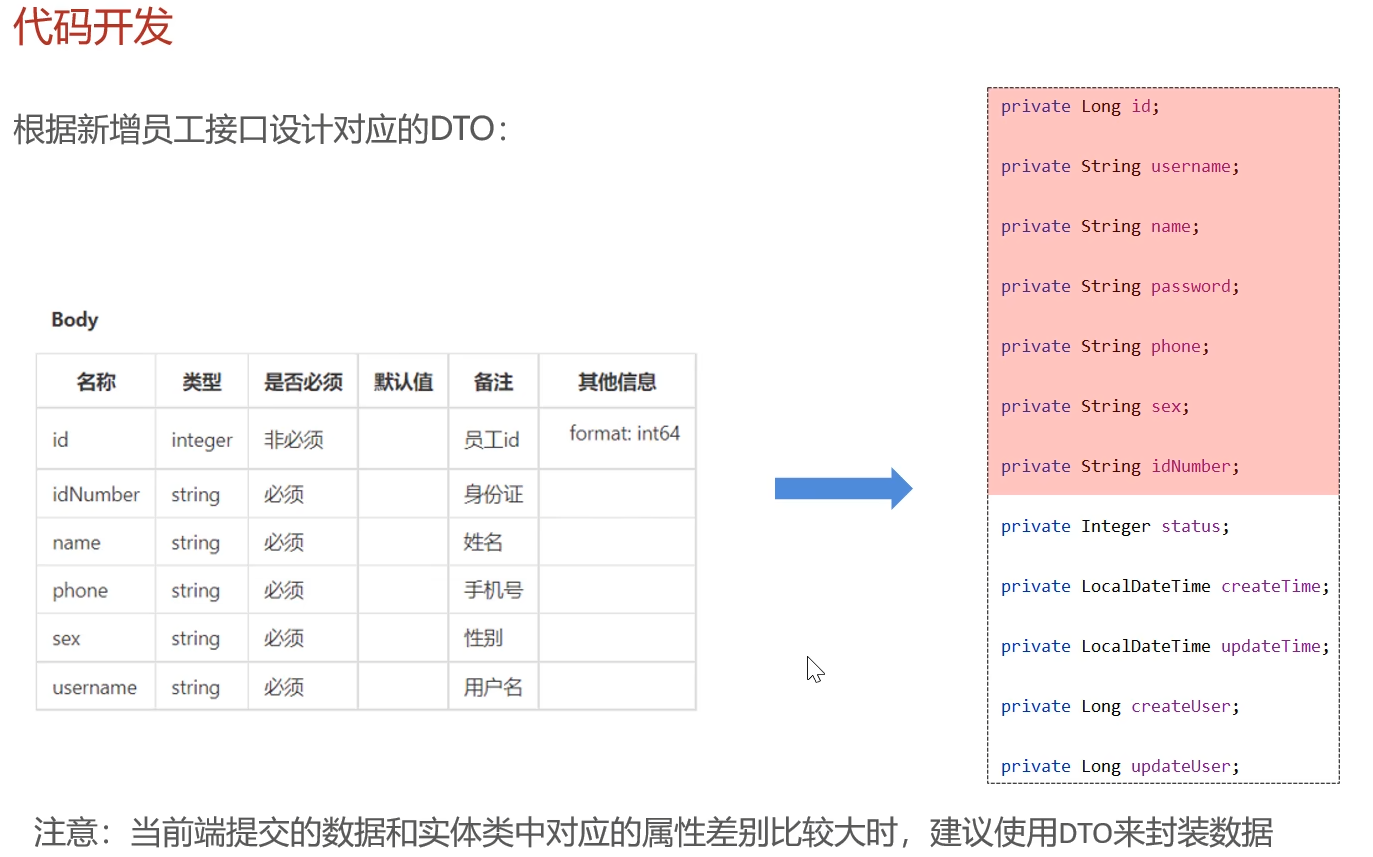 代码开发
根据新增员工接口设计对应的DTO：
Body
名称 类型 是否必须 默认值 备注 其他信息
id integer 非必须 员工id format: int64
idNumber string 必须 身份证
name string 必须 姓名
phone string 必须 手机号
sex string 必须 性别
username string 必须 用户名
private Long id;
private String username;
private String name;
private String password;
private String phone;
private String sex;
private String idNumber;
private Integer status;
private LocalDateTime createTime;
private LocalDateTime updateTime;
private Long createUser;
private Long updateUser;
注意：当前端提交的数据和实体类中对应的属性差别比较大时，建议使用DTO来封装数据